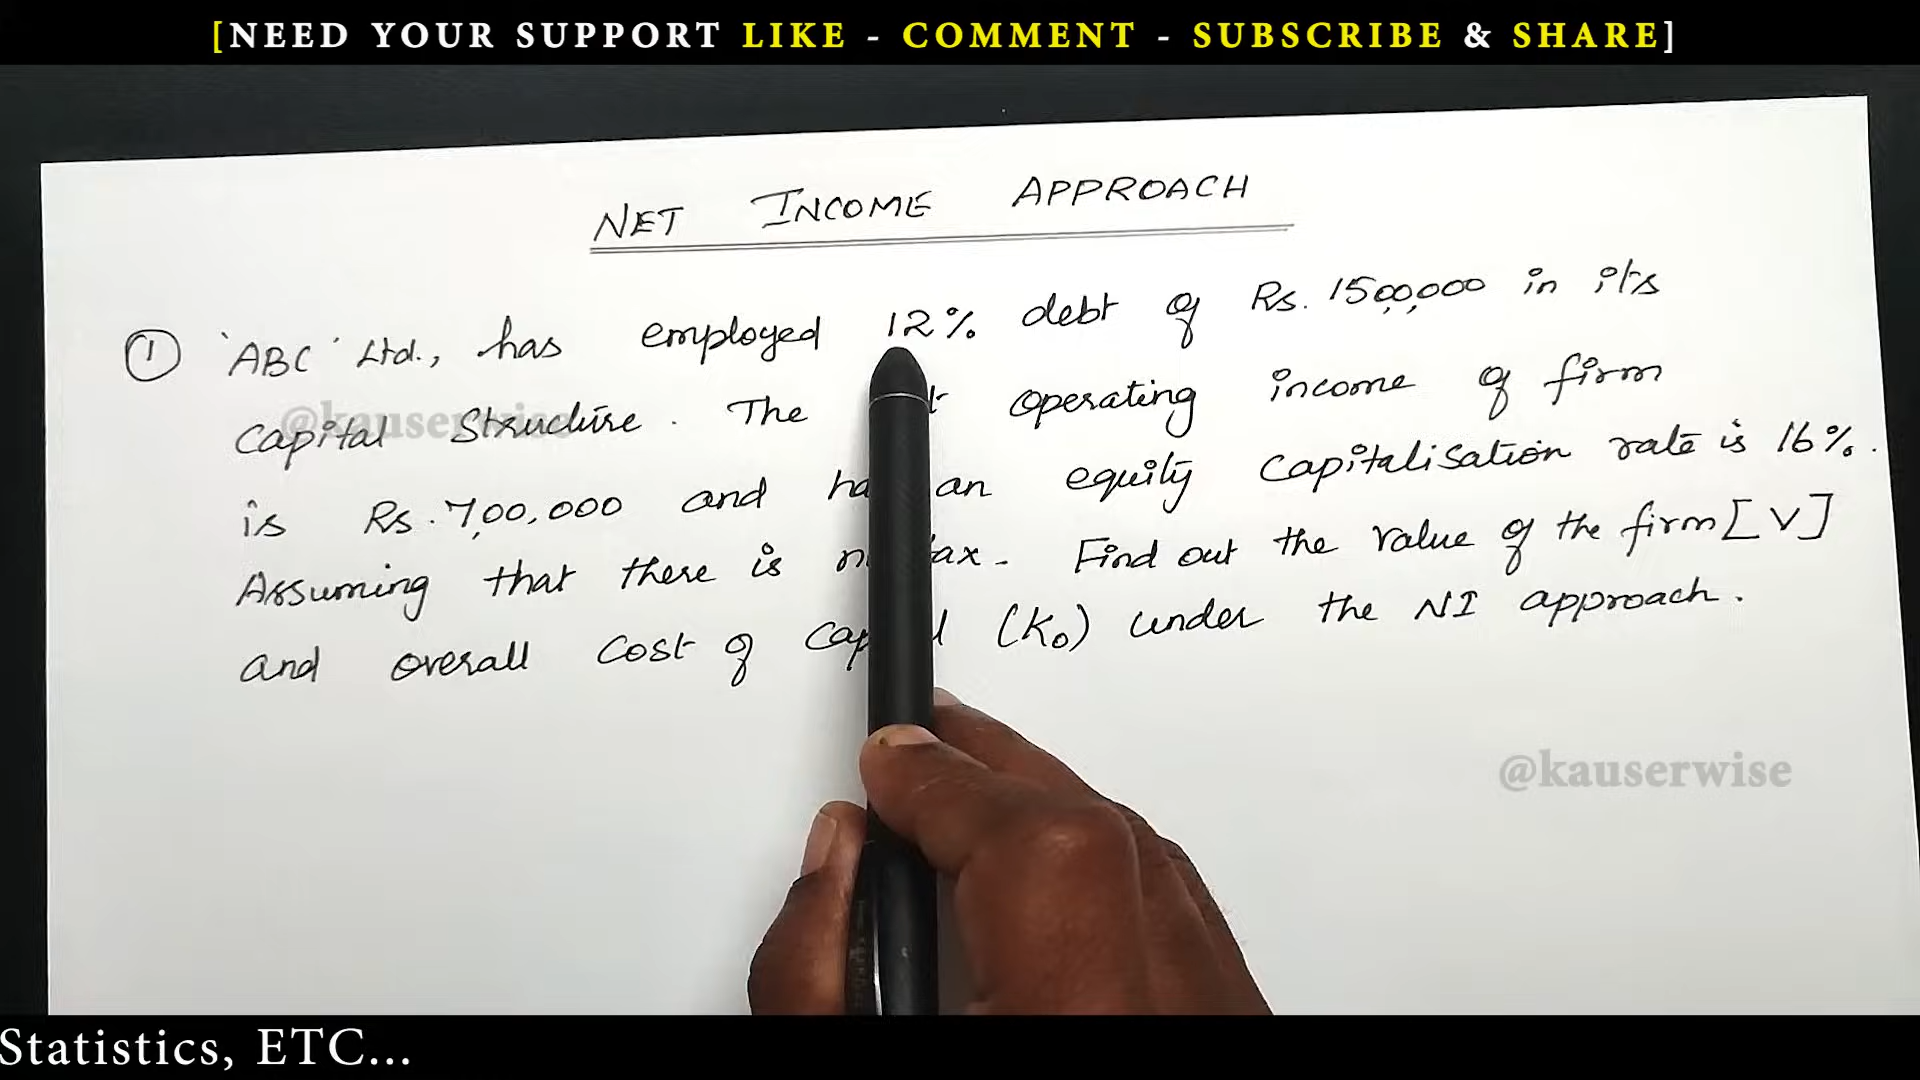 [NEED YOUR SUPPORT LIKE - COMMENT - SUBSCRIBE & SHARE]
NET INCOME APPROACH
① 'ABC' Ltd., has employed 12% debt of Rs. 15,00,000 in its
@kauserwise
Capital Structure. The operating income of firm
is Rs. 7,00,000 and an equity Capitalisation rate is 16%.
Assuming that there is Find out the value of the firm [V]
and overall Cost of (K₀) under the NI approach.
@kauserwise
Statistics, ETC...